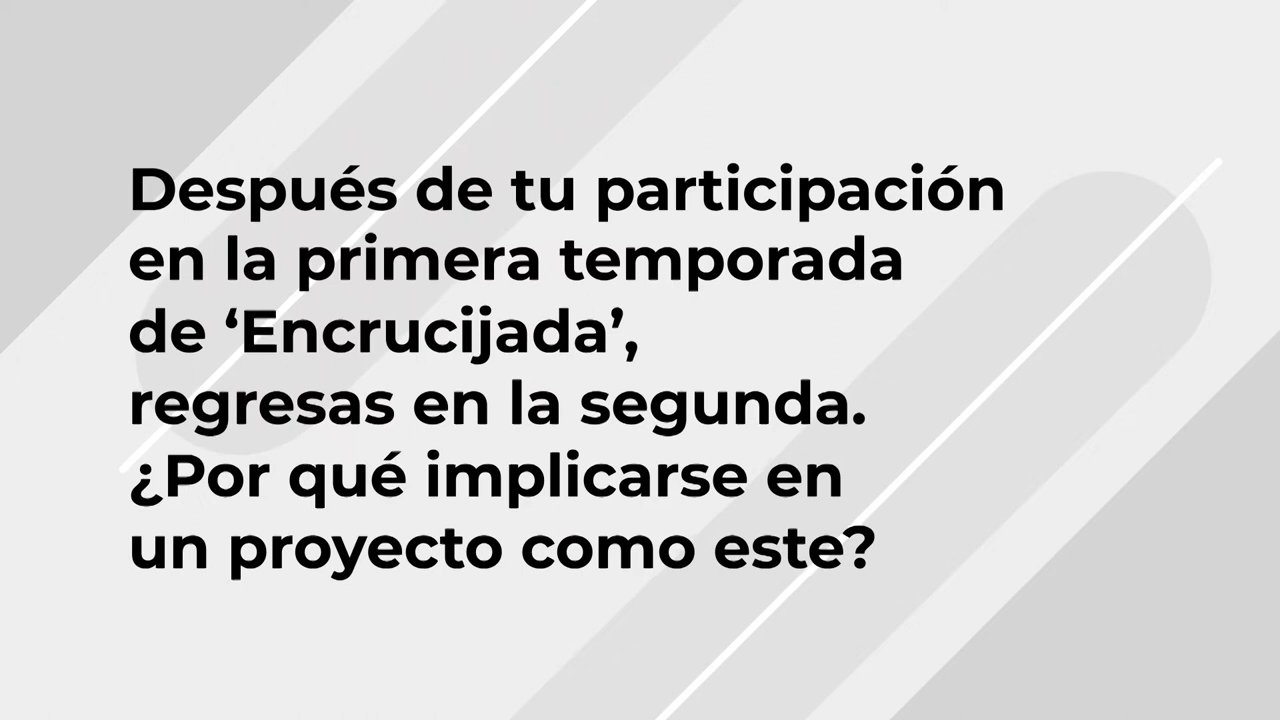 Después de tu participación
en la primera temporada
de ‘Encrucijada’,
regresas en la segunda.
¿Por qué implicarse en
un proyecto como este?